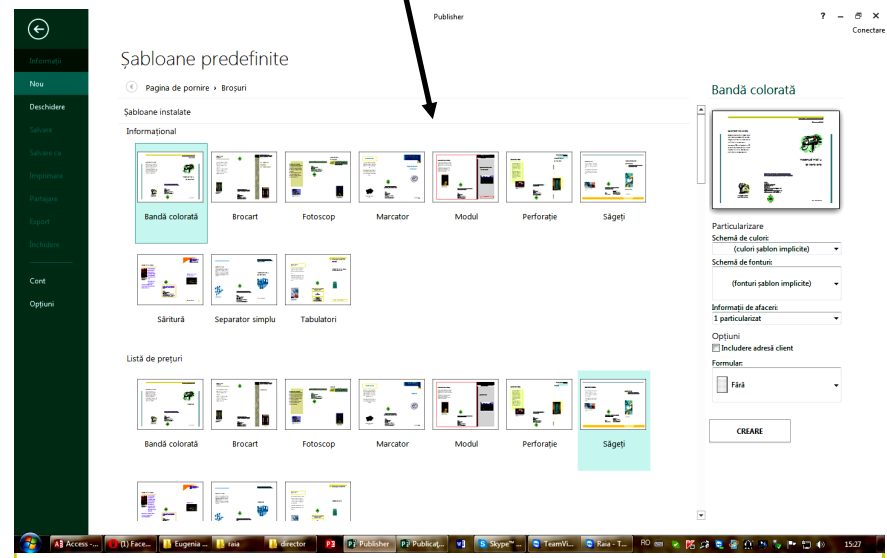 Publisher
? – X
Conectare
Informații
Nou
Deschidere
Salvare
Salvare ca
Imprimare
Partajare
Export
Închidere
Cont
Opțiuni
Șabloane predefinite
Pagina de pornire › Broșuri
Șabloane instalate
Informațional
Bandă colorată Brocart Fotoscop Marcator Modul Perforație Săgeți
Săritură Separator simplu Tabulatori
Listă de prețuri
Bandă colorată Brocart Fotoscop Marcator Modul Perforație Săgeți
Bandă colorată
Particularizare
Schemă de culori:
(culori șablon implicite)
Schemă de fonturi:
(fonturi șablon implicite)
Informații de afaceri:
1 particularizat
Opțiuni
Includere adresă client
Formular:
Fără
CREARE
Access -... (1) Face... Eugenia ... raia director Publisher Publicaț... Skype™ ... TeamVi... Raia - T... RO 15:27